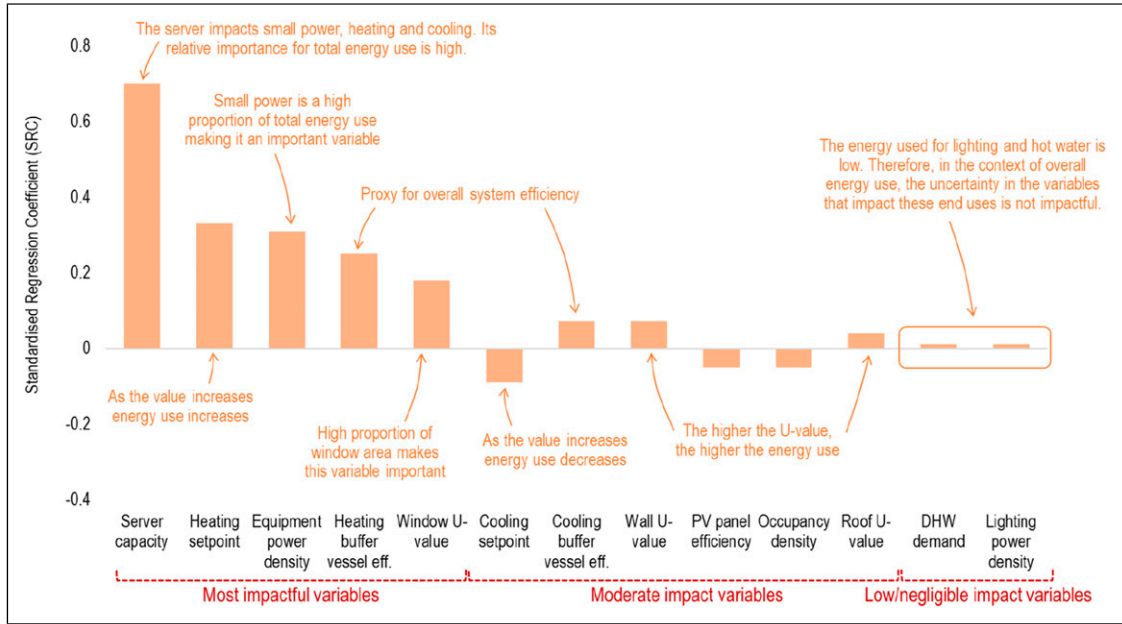 The server impacts small power, heating and cooling. Its
relative importance for total energy use is high.
Small power is a high
proportion of total energy use
making it an important variable
Proxy for overall system efficiency
The energy used for lighting and hot water is
low. Therefore, in the context of overall
energy use, the uncertainty in the variables
that impact these end uses is not impactful.
Standardised Regression Coefficient (SRC)
0.8
0.6
0.4
0.2
0
-0.2
-0.4
As the value increases
energy use increases
High proportion of
window area makes
this variable important
As the value increases
energy use decreases
The higher the U-value,
the higher the energy use
Server
capacity
Heating
setpoint
Equipment
power
density
Heating
buffer
vessel eff.
Window U-
value
Cooling
setpoint
Cooling
buffer
vessel eff.
Wall U-
value
PV panel
efficiency
Occupancy
density
Roof U-
value
DHW
demand
Lighting
power
density
Most impactful variables
Moderate impact variables
Low/negligible impact variables